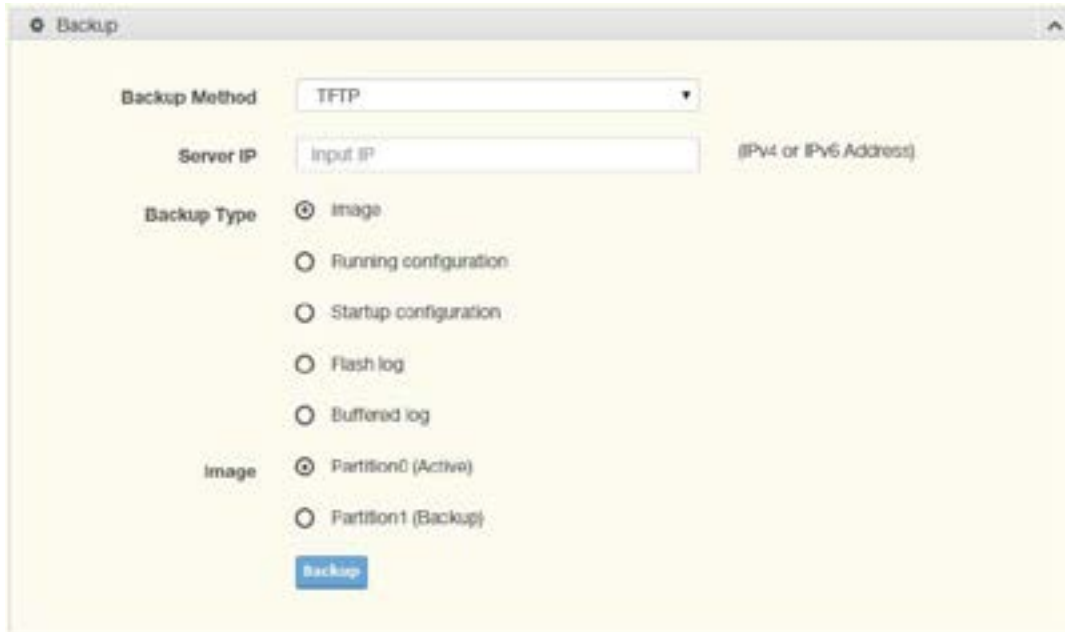 Backup
Backup Method TFTP
Server IP Input IP (IPv4 or IPv6 Address)
Backup Type Image
Running configuration
Startup configuration
Flash log
Buffered log
Image Partition0 (Active)
Partition1 (Backup)
Backup